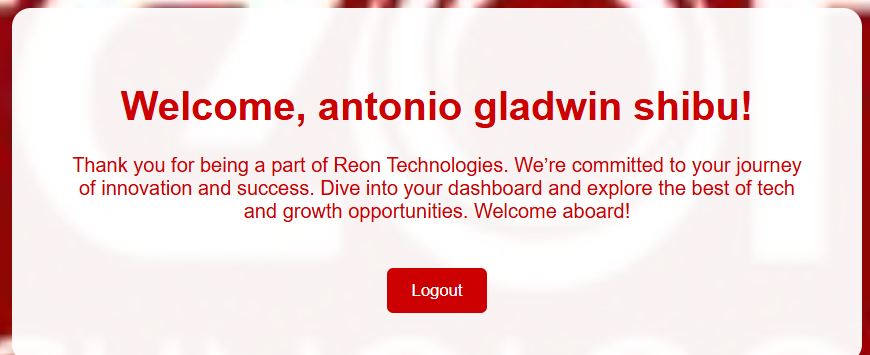 Welcome, antonio gladwin shibu!
Thank you for being a part of Reon Technologies. We’re committed to your journey
of innovation and success. Dive into your dashboard and explore the best of tech
and growth opportunities. Welcome aboard!
Logout